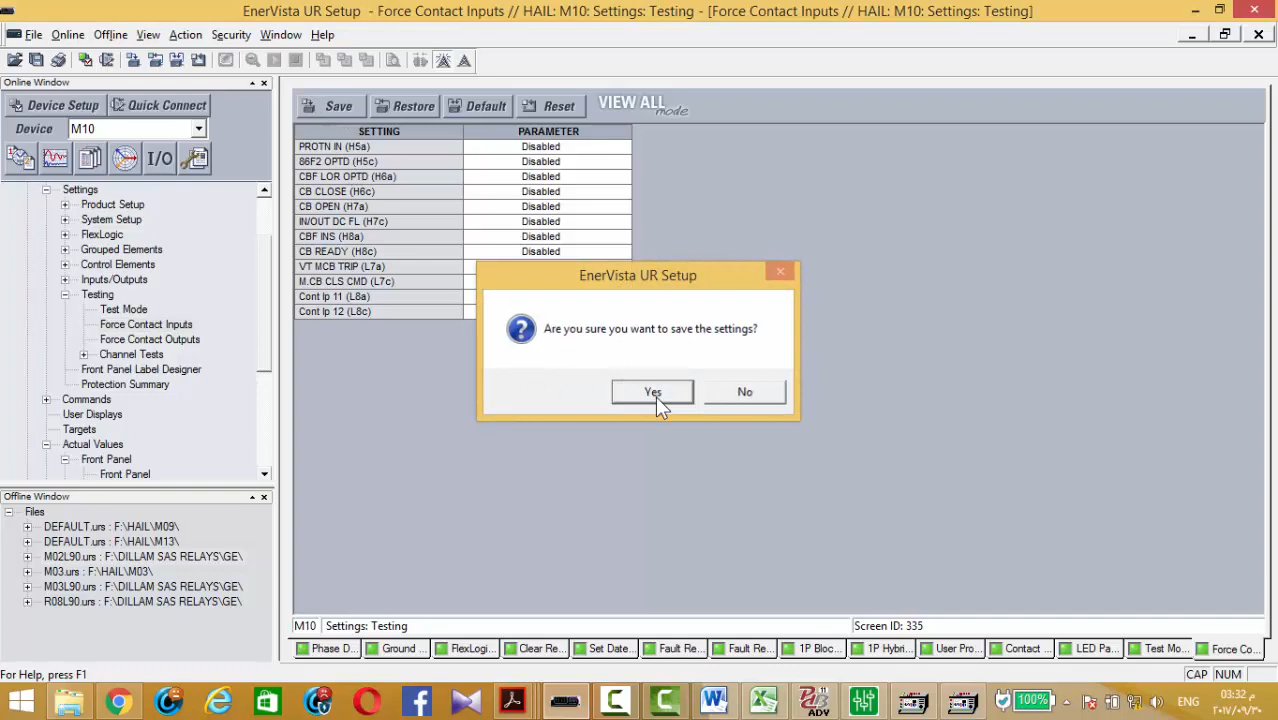 EnerVista UR Setup - Force Contact Inputs // HAIL: M10: Settings: Testing - [Force Contact Inputs // HAIL: M10: Settings: Testing]
File Online Offline View Action Security Window Help
Online Window
Device Setup Quick Connect
Device M10
I/O
Settings
Product Setup
System Setup
FlexLogic
Grouped Elements
Control Elements
Inputs/Outputs
Testing
Test Mode
Force Contact Inputs
Force Contact Outputs
Channel Tests
Front Panel Label Designer
Protection Summary
Commands
User Displays
Targets
Actual Values
Front Panel
Front Panel
Offline Window
Files
DEFAULT.urs : F:\HAIL\M09\
DEFAULT.urs : F:\HAIL\M13\
M02L90.urs : F:\DILLAM SAS RELAYS\GE\
M03.urs : F:\HAIL\M03\
M03L90.urs : F:\DILLAM SAS RELAYS\GE\
R08L90.urs : F:\DILLAM SAS RELAYS\GE\
Save Restore Default Reset VIEW ALL mode
SETTING PARAMETER
PROTN IN (H5a) Disabled
86F2 OPTD (H5c) Disabled
CBF LOR OPTD (H6a) Disabled
CB CLOSE (H6c) Disabled
CB OPEN (H7a) Disabled
IN/OUT DC FL (H7c) Disabled
CBF INS (H8a) Disabled
CB READY (H8c) Disabled
VT MCB TRIP (L7a)
M.CB CLS CMD (L7c)
Cont Ip 11 (L8a)
Cont Ip 12 (L8c)
EnerVista UR Setup
Are you sure you want to save the settings?
Yes No
M10 Settings: Testing Screen ID: 335
Phase D... Ground ... FlexLogi... Clear Re... Set Date... Fault Re... Fault Re... 1P Bloc... 1P Hybri... User Pro... Contact ... LED Pa... Test Mo... Force Co...
For Help, press F1 CAP NUM
ADV 100% ENG م 03:32
٢٠١٧/٠٩/٣٠